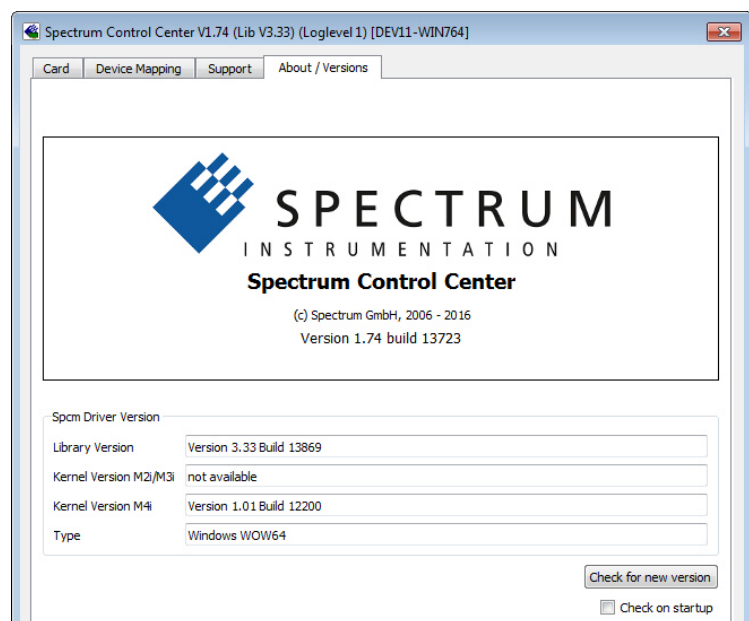 Spectrum Control Center V1.74 (Lib V3.33) (Loglevel 1) [DEV11-WIN764]
Card Device Mapping Support About / Versions
SPECTRUM
INSTRUMENTATION
Spectrum Control Center
(c) Spectrum GmbH, 2006 - 2016
Version 1.74 build 13723
Spcm Driver Version
Library Version Version 3.33 Build 13869
Kernel Version M2i/M3i not available
Kernel Version M4i Version 1.01 Build 12200
Type Windows WOW64
Check for new version
Check on startup